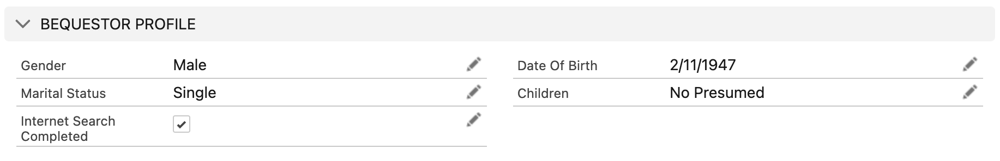 BEQUESTOR PROFILE
Gender Male
Date Of Birth 2/11/1947
Marital Status Single
Children No Presumed
Internet Search
Completed